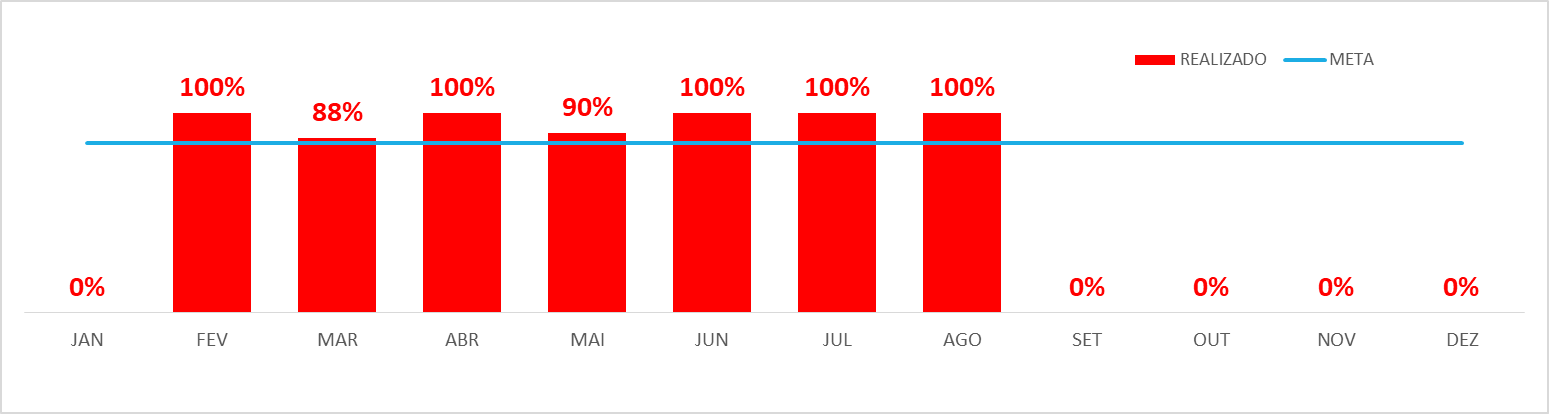 REALIZADO META
100% 88% 100% 90% 100% 100% 100%
0% 0% 0% 0% 0%
JAN FEV MAR ABR MAI JUN JUL AGO SET OUT NOV DEZ